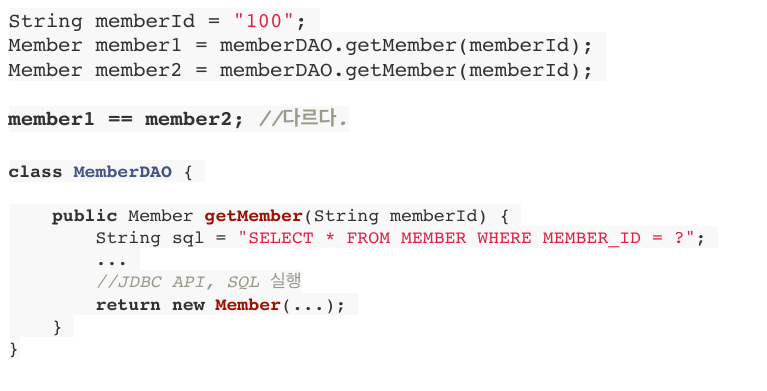 String memberId = "100";
Member member1 = memberDAO.getMember(memberId);
Member member2 = memberDAO.getMember(memberId);
member1 == member2; //다르다.
class MemberDAO {
public Member getMember(String memberId) {
String sql = "SELECT * FROM MEMBER WHERE MEMBER_ID = ?";
...
//JDBC API, SQL 실행
return new Member(...);
}
}